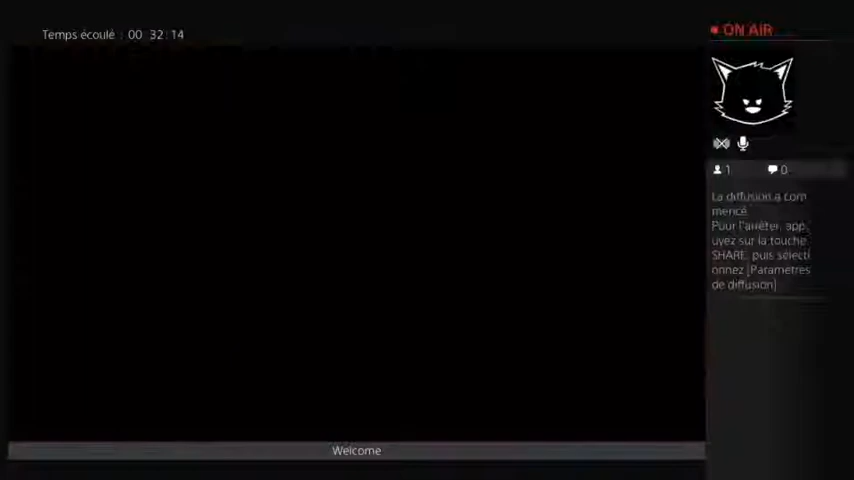 Temps écoulé : 00 : 32 : 14
ON AIR
1 0
La diffusion a com
mencé.
Pour l'arrêter, app
uyez sur la touche
SHARE, puis sélecti
onnez [Paramètres
de diffusion]
Welcome